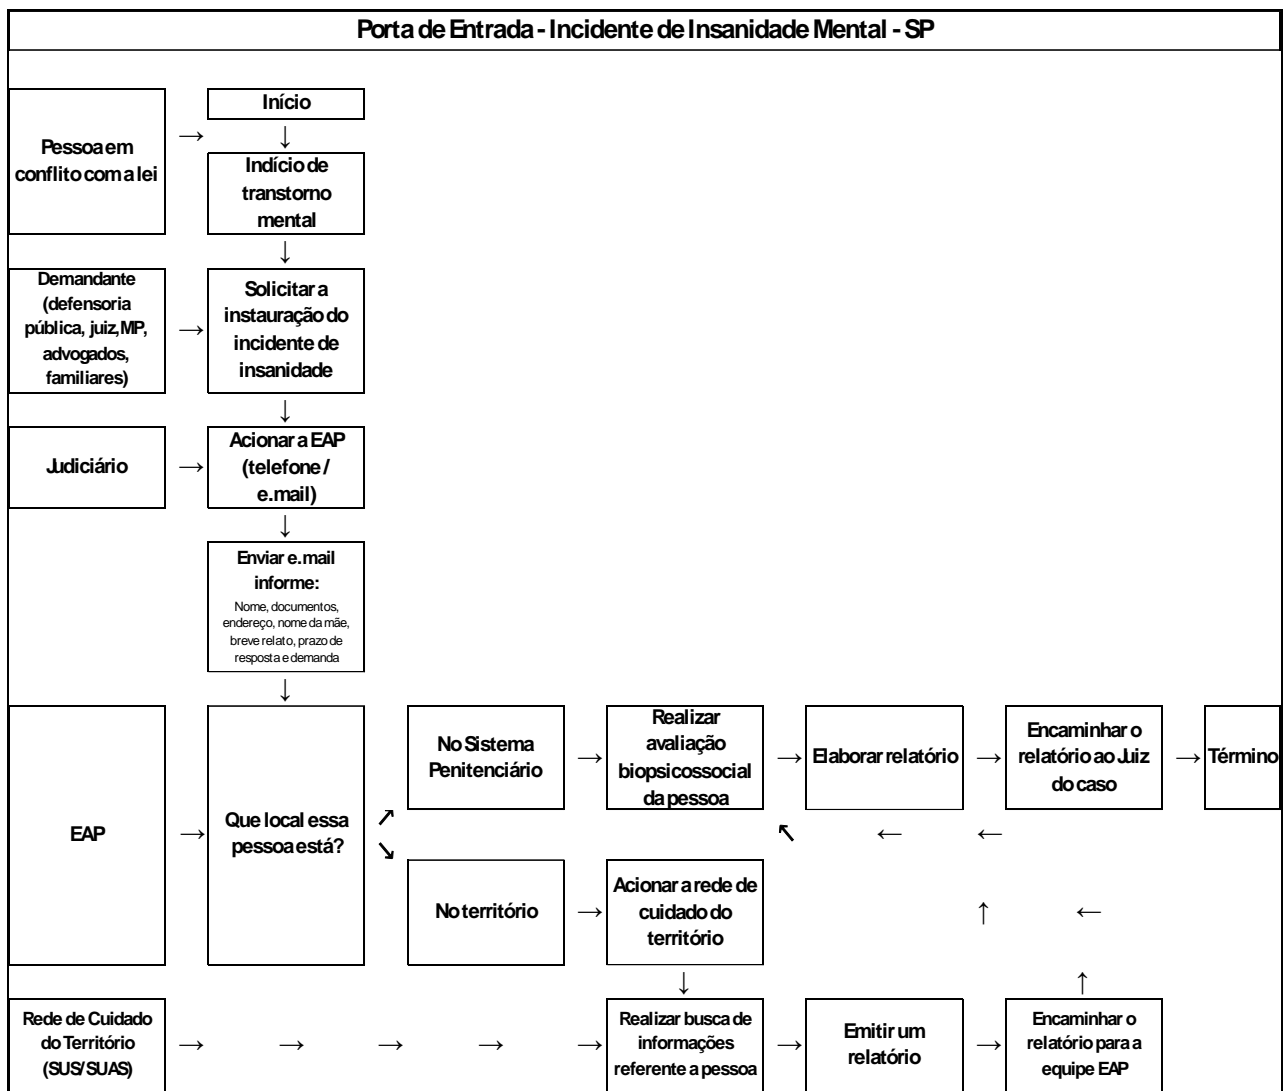 Porta de Entrada - Incidente de Insanidade Mental - SP
Início
Pessoa em
conflito com a lei
→
↓
Indício de
transtorno
mental
↓
Demandante
(defensoria
pública, juiz, MP,
advogados,
familiares)
→
Solicitar a
instauração do
incidente de
insanidade
↓
Judiciário
→
Acionar a EAP
(telefone /
e.mail)
↓
Enviar e.mail
informe:
Nome, documentos,
endereço, nome da mãe,
breve relato, prazo de
resposta e demanda
↓
EAP
→
Que local essa
pessoa está?
↗
↘
No Sistema
Penitenciário
→
Realizar
avaliação
biopsicossocial
da pessoa
→
Elaborar relatório
→
Encaminhar o
relatório ao Juiz
do caso
→
Término
↖ ← ←
No território
→
Acionar a rede de
cuidado do
território
↑ ←
↓
↑
Rede de Cuidado
do Território
(SUS/SUAS)
→ → → → →
Realizar busca de
informações
referente a pessoa
→
Emitir um
relatório
→
Encaminhar o
relatório para a
equipe EAP